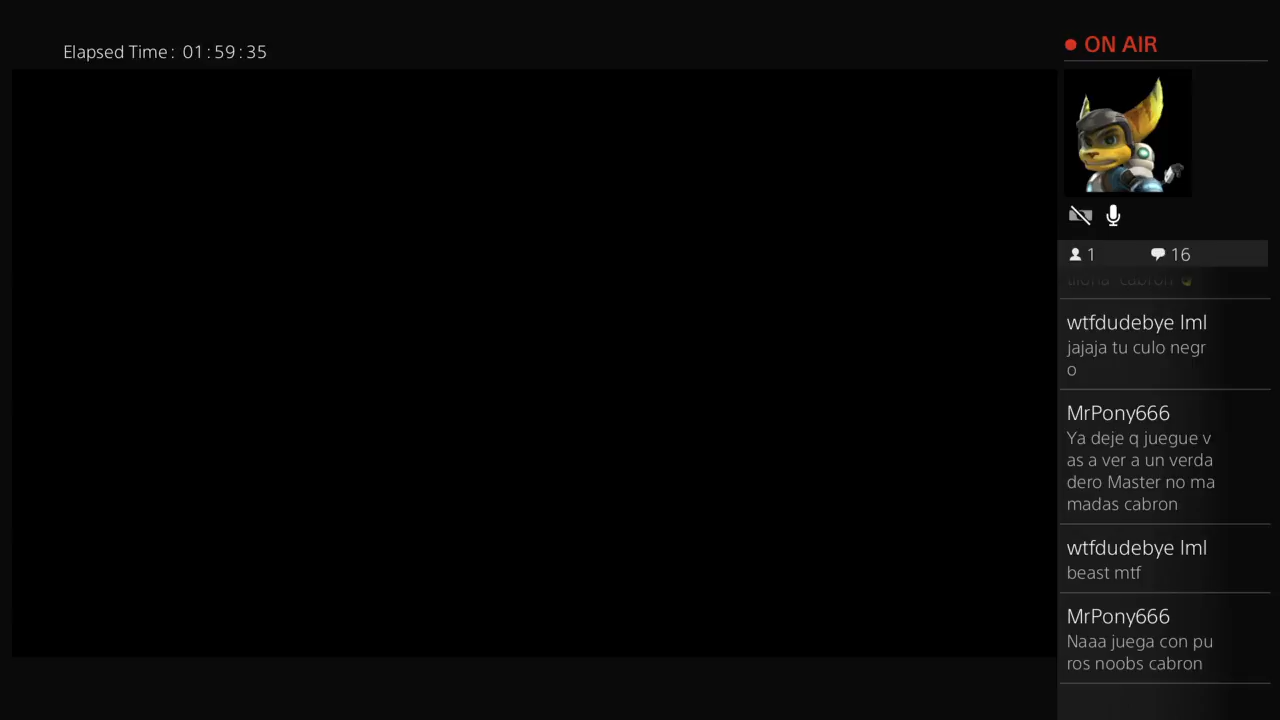 Elapsed Time: 01:59:35
ON AIR
1
16
cabron
wtfdudebye lml
jajaja tu culo negr
o
MrPony666
Ya deje q juegue v
as a ver a un verda
dero Master no ma
madas cabron
wtfdudebye lml
beast mtf
MrPony666
Naaa juega con pu
ros noobs cabron